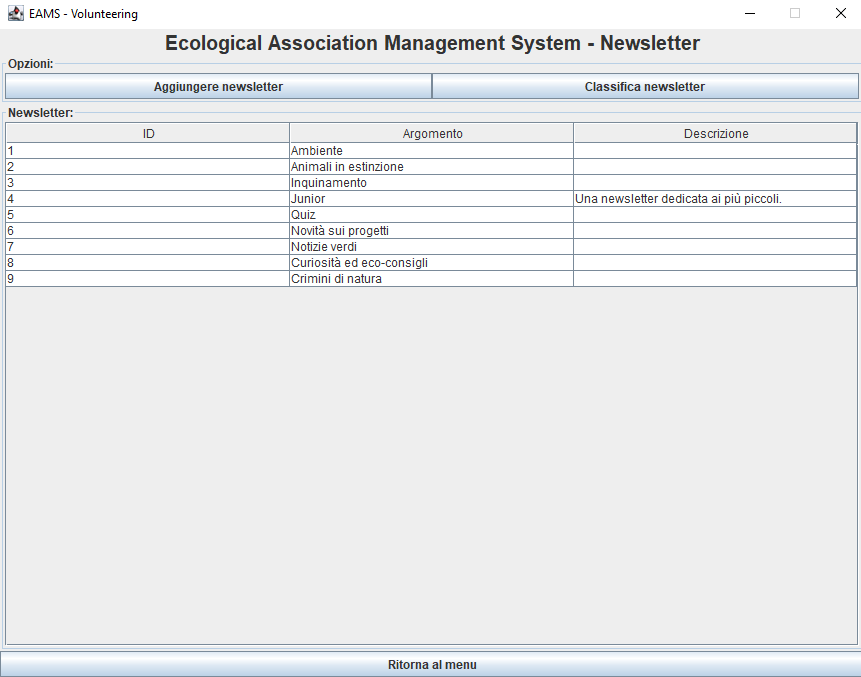 EAMS - Volunteering
Ecological Association Management System - Newsletter
Opzioni:
Aggiungere newsletter Classifica newsletter
Newsletter:
ID Argomento Descrizione
1 Ambiente
2 Animali in estinzione
3 Inquinamento
4 Junior Una newsletter dedicata ai più piccoli.
5 Quiz
6 Novità sui progetti
7 Notizie verdi
8 Curiosità ed eco-consigli
9 Crimini di natura
Ritorna al menu